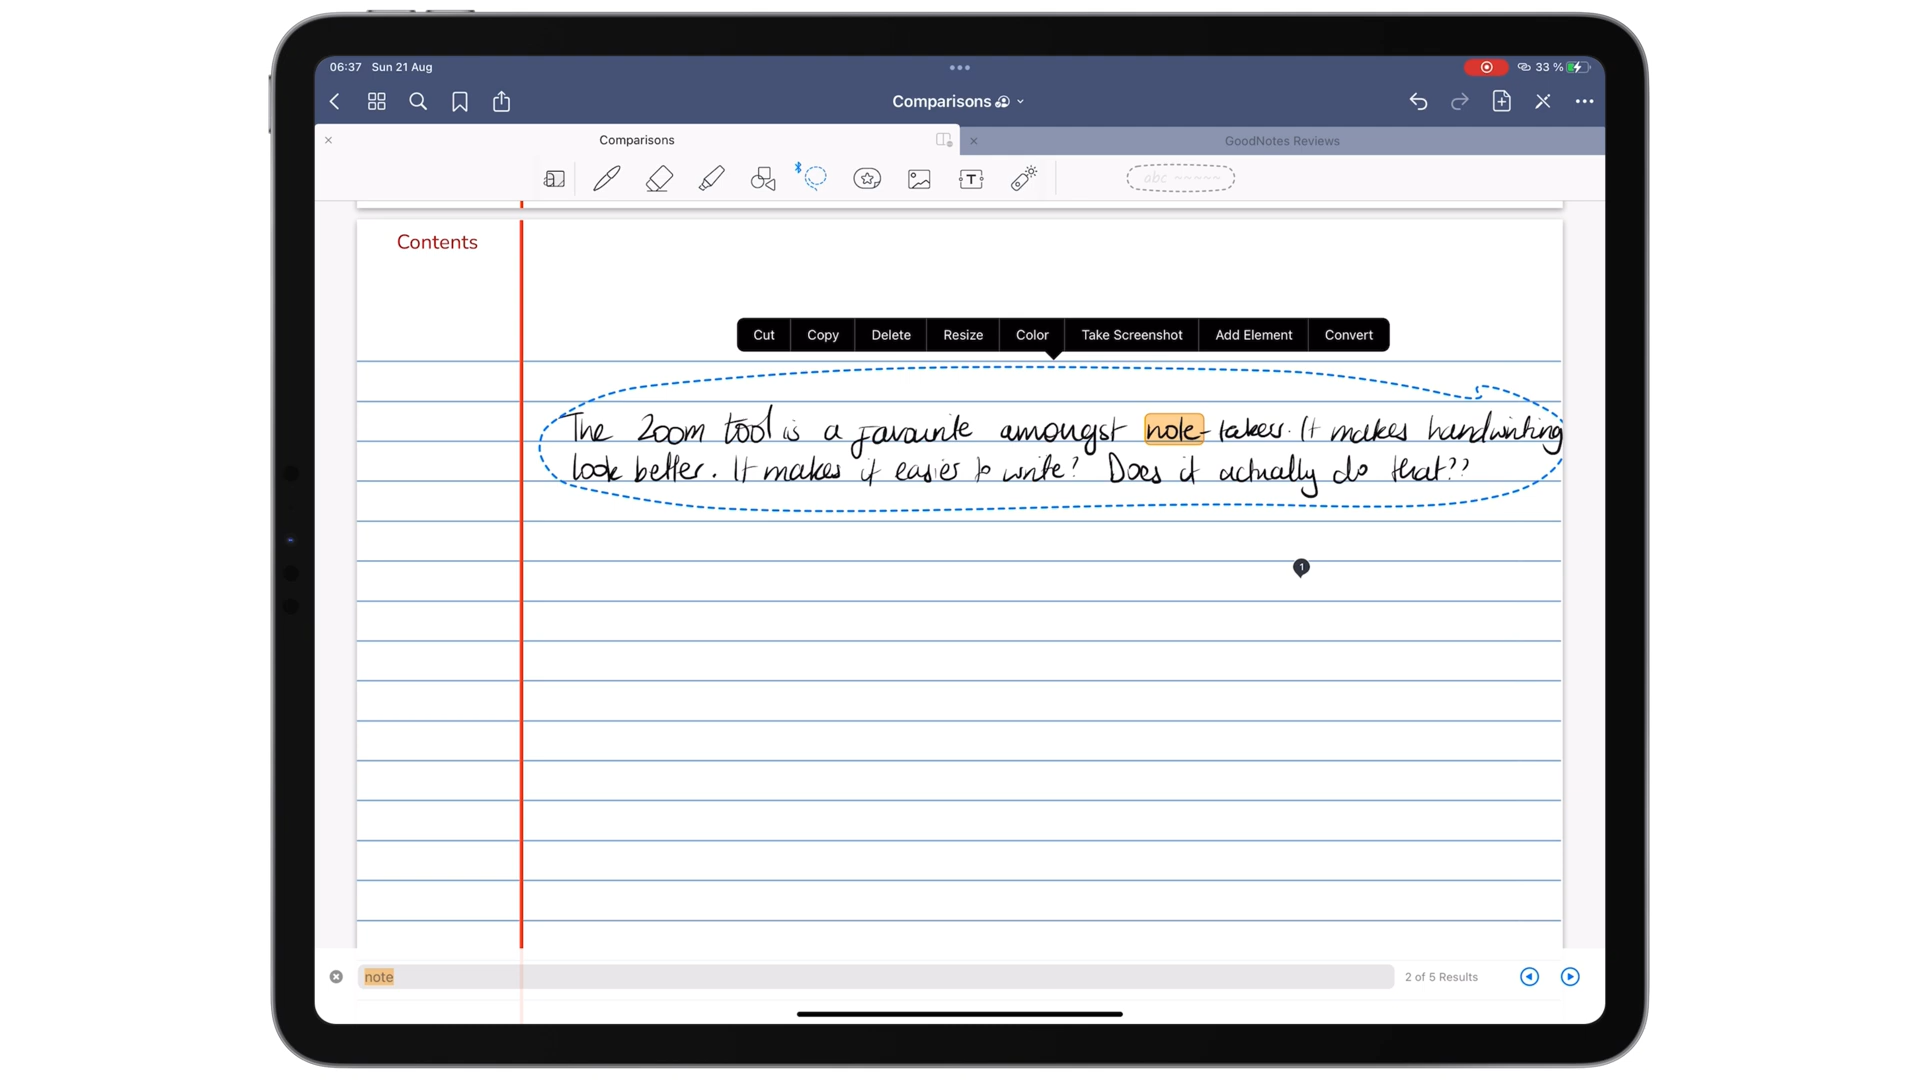 06:37 Sun 21 Aug
33 %
Comparisons
Comparisons
GoodNotes Reviews
T
abc
Contents
Cut Copy Delete Resize Color Take Screenshot Add Element Convert
The Zoom tool is a favourite amongst note-takers. It makes handwriting
look better. It makes it easier to write? Does it actually do that??
1
note
2 of 5 Results